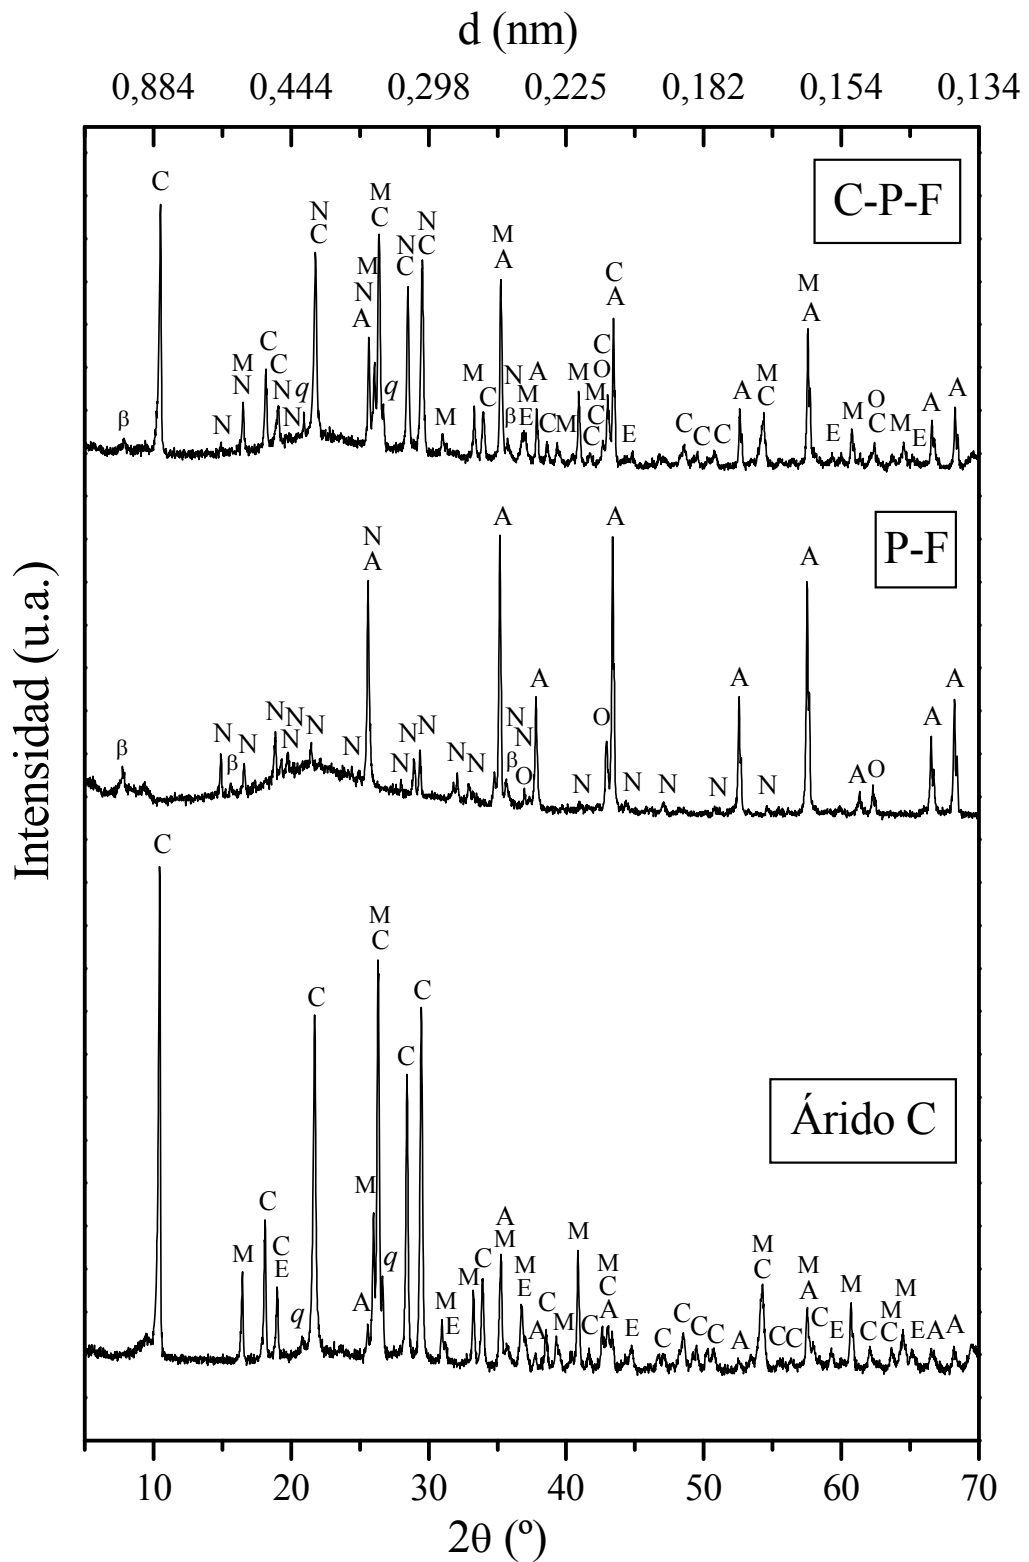 d (nm)
0,884 0,444 0,298 0,225 0,182 0,154 0,134
C-P-F
β C N M N C C N N q N C M N A M C q N C N C M M C M A β N M E A C M M C M O C C A E C C C A M C M A E M O C M E A A
P-F
β N β N N N N N N N A N N N N N A β N N O A N O A N N N N A A A O A A
Árido C
C M C C E q C A M M C q C C M E M C A M M E A C M C M C A M E C C C A M C C C M A C E M C M C M E A A
Intensidad (u.a.)
10 20 30 40 50 60 70
2θ (º)